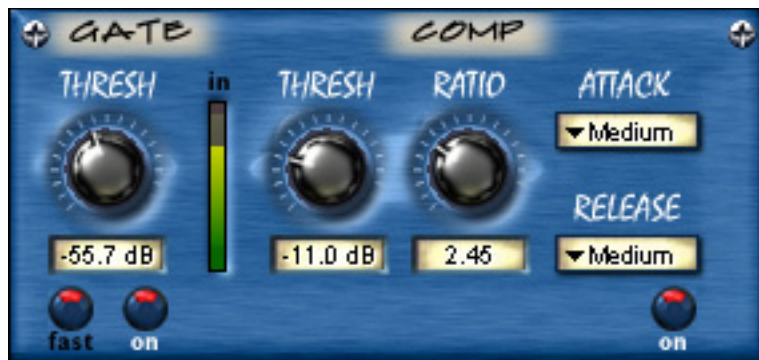 GATE COMP
THRESH in THRESH RATIO ATTACK
Medium
RELEASE
-55.7 dB -11.0 dB 2.45 Medium
fast on on